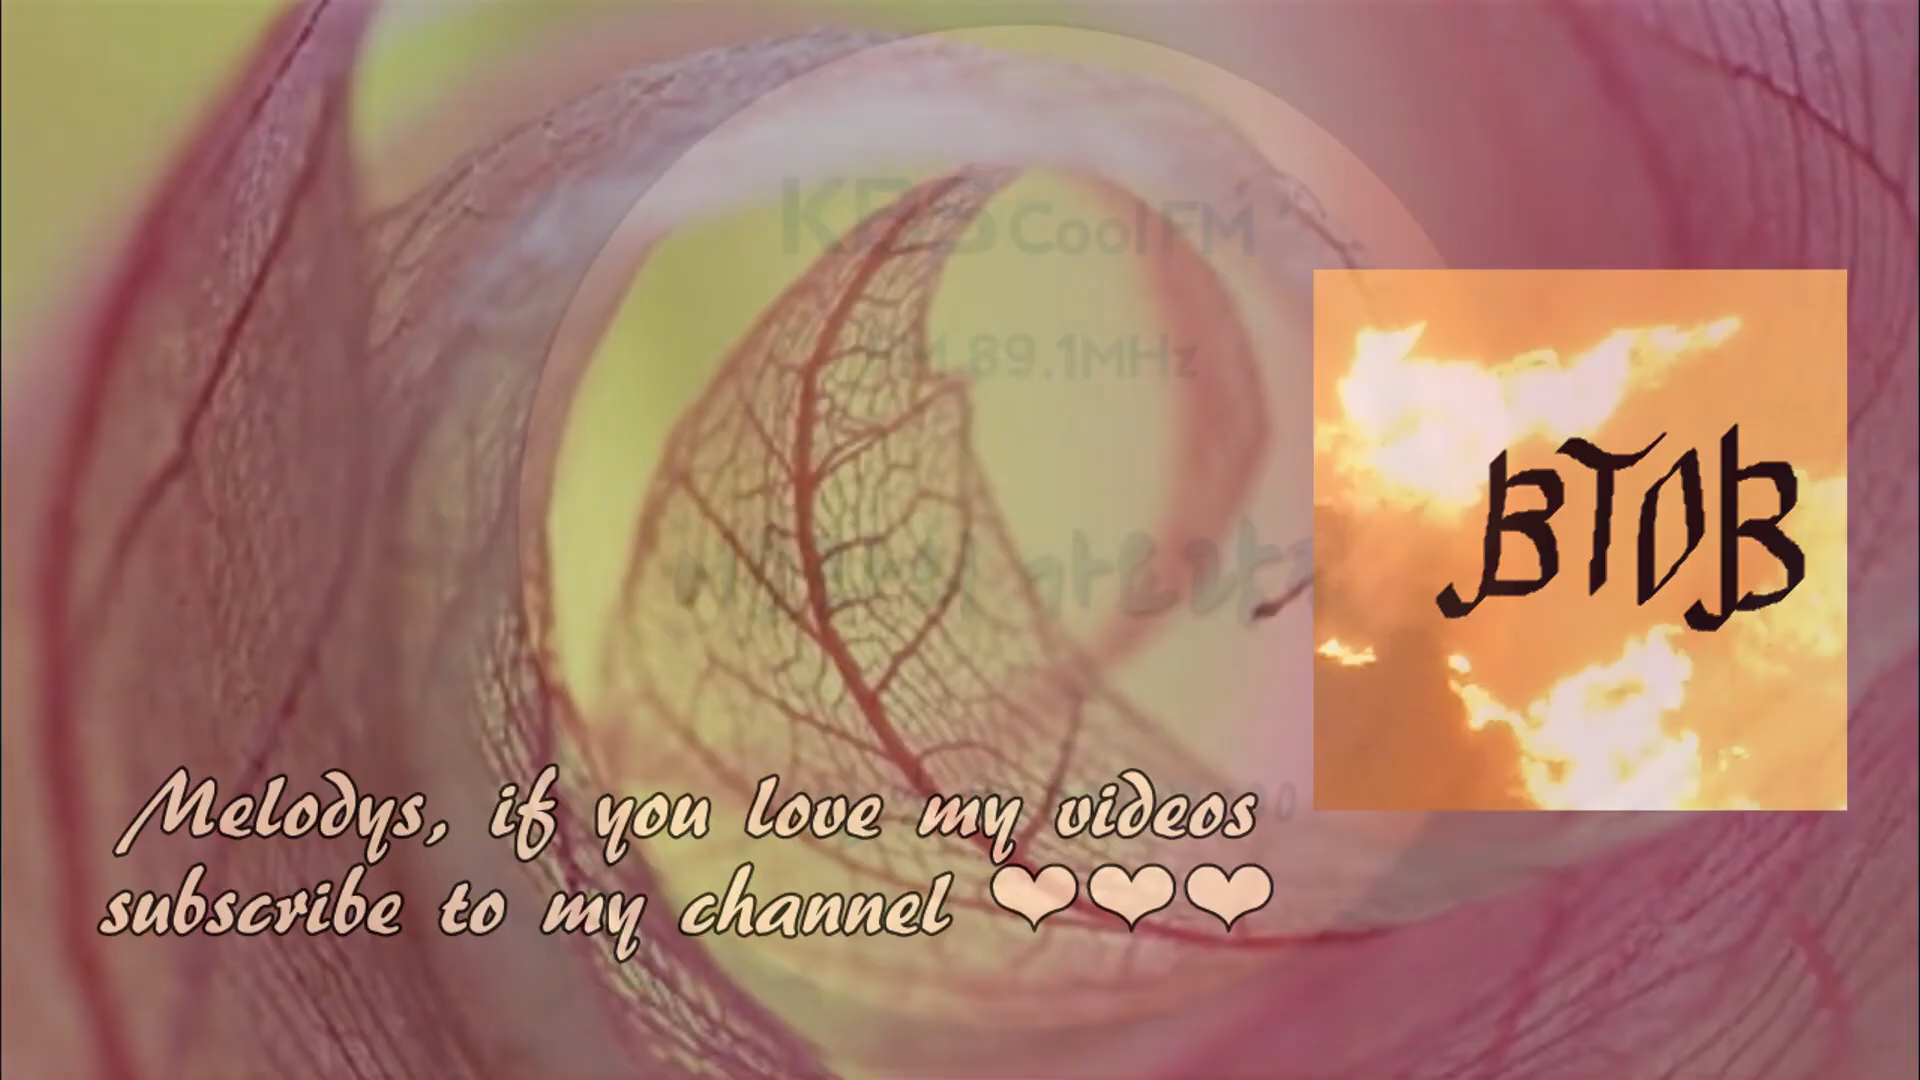 KBS Cool FM
89.1MHz
BTOB
Melodys, if you love my videos
subscribe to my channel ❤❤❤